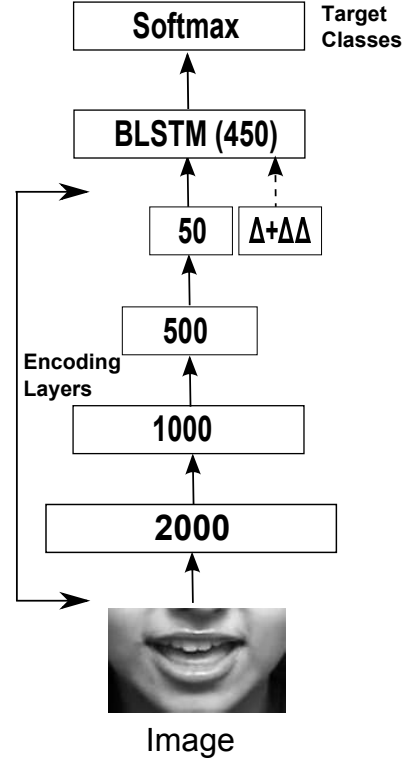 Softmax
Target
Classes
BLSTM (450)
50
Δ+ΔΔ
500
Encoding
Layers
1000
2000
Image